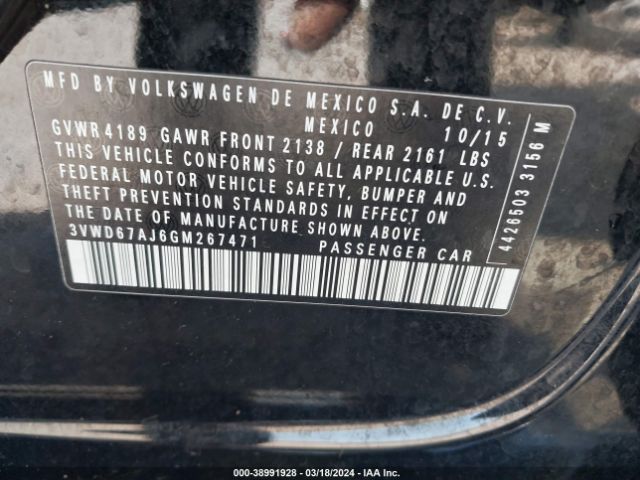 MFD BY VOLKSWAGEN DE MEXICO S.A. DE C.V.
MEXICO 10/15
GVWR 4189 GAWR FRONT 2138 / REAR 2161 LBS
THIS VEHICLE CONFORMS TO ALL APPLICABLE U.S.
FEDERAL MOTOR VEHICLE SAFETY, BUMPER AND
THEFT PREVENTION STANDARDS IN EFFECT ON
THE DATE OF MANUFACTURE SHOWN ABOVE.
3VWD67AJ6GM267471 PASSENGER CAR
4426503 3156 M
000-38991928 - 03/18/2024 - IAA Inc.